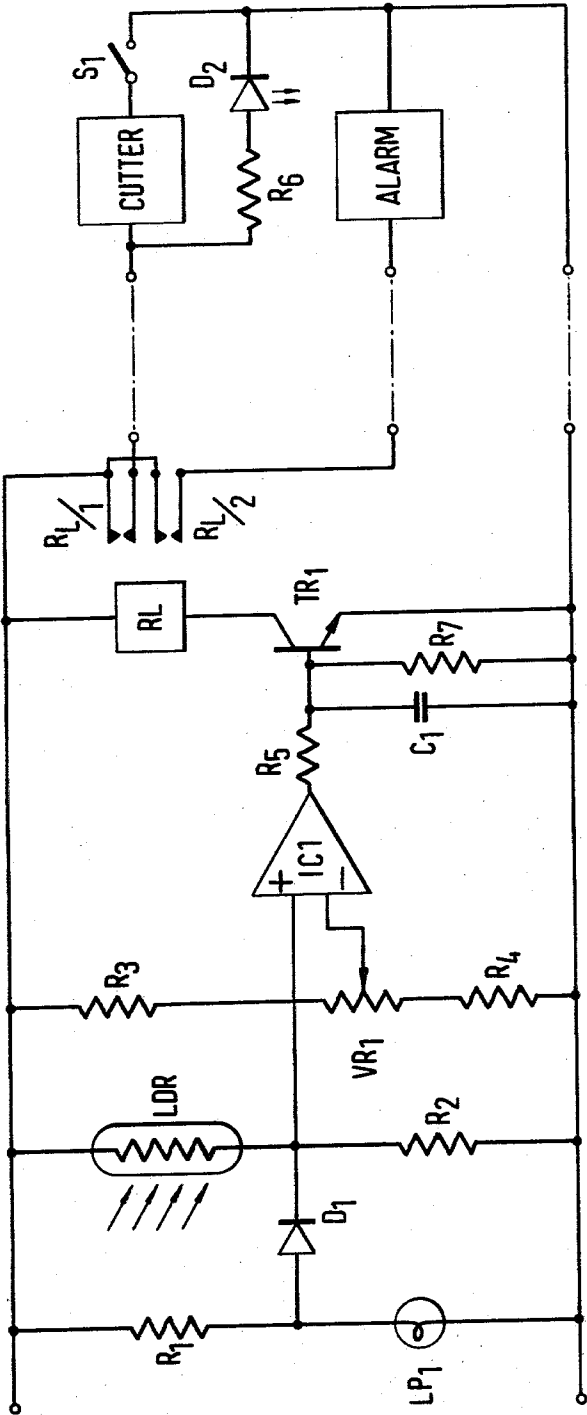 S1
CUTTER
D2
R6
ALARM
RL/1
RL/2
RL
TR1
R7
C1
R5
IC1
+
−
R3
VR1
R4
LDR
R2
D1
R1
LP1